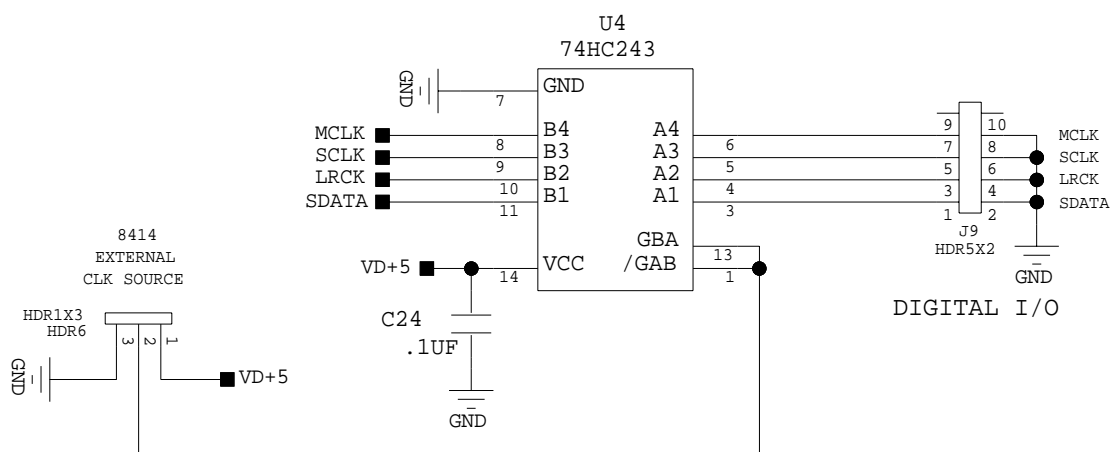 U4
74HC243
GND
GND
7
B4
A4
MCLK
8
6
B3
A3
SCLK
9
5
B2
A2
LRCK
10
4
B1
A1
SDATA
11
3
9
10
MCLK
7
8
SCLK
5
6
LRCK
3
4
SDATA
1
2
J9
HDR5X2
GND
DIGITAL I/O
GBA
13
/GAB
1
VCC
14
VD+5
C24
.1UF
GND
8414
EXTERNAL
CLK SOURCE
HDR1X3
HDR6
3
2
1
GND
VD+5